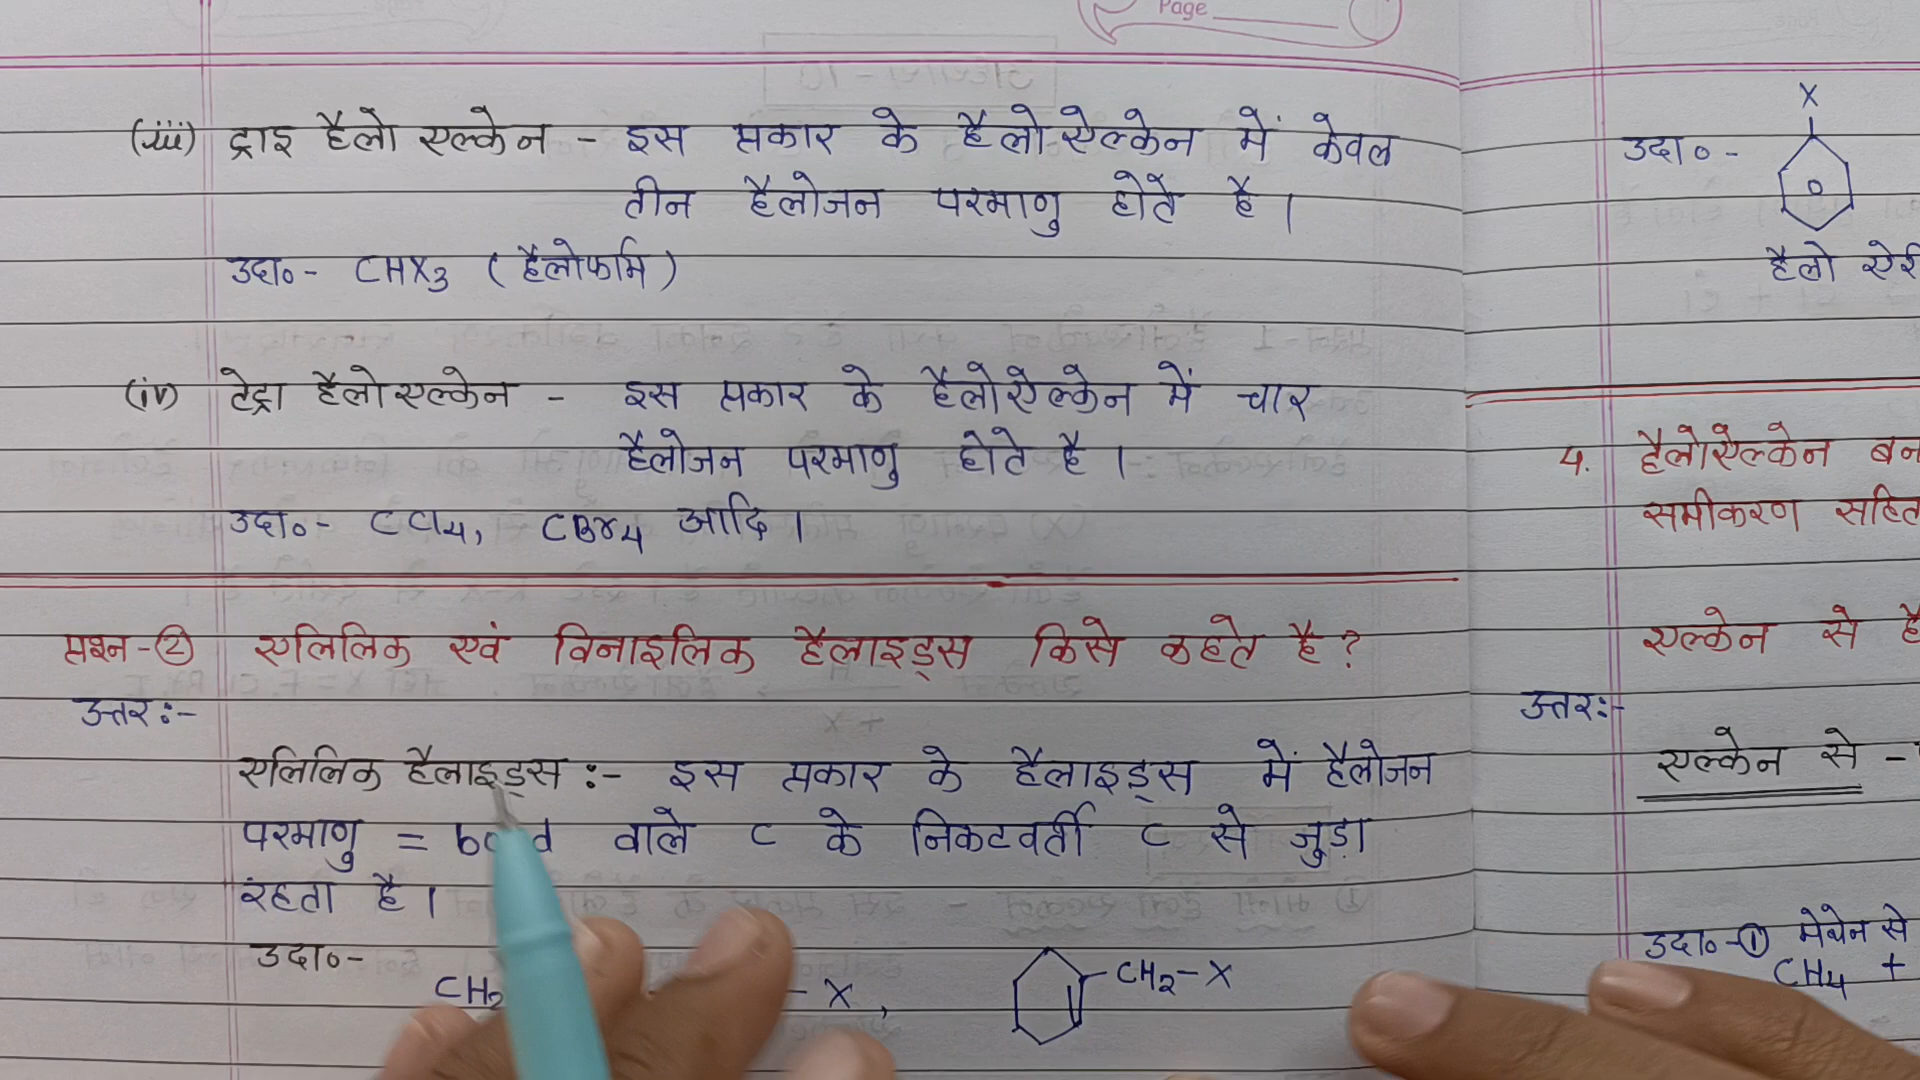 Page
(iii) ट्राइ हैलो एल्केन - इस प्रकार के हैलोऐल्केन में केवल
तीन हैलोजन परमाणु होते है ।
उदा०- CHX3 (हैलोफार्म)
(iv) टेट्रा हैलोएल्केन - इस प्रकार के हैलोऐल्केन में चार
हैलोजन परमाणु होते है ।
उदा०- CCl4, CBr4 आदि ।
प्रश्न-② एलिलिक एवं विनाइलिक हैलाइड्स किसे कहते है ?
उत्तर:-
एलिलिक हैलाइड्स :- इस प्रकार के हैलाइड्स में हैलोजन
परमाणु = वाले C के निकटवर्ती C से जुड़ा
रहता है ।
उदा०-
CH2 - X, CH2-X
X
उदा०-
हैलो
4. हैलोऐल्केन
समीकरण सहित
एल्केन से
उत्तर:-
एल्केन से -
उदा०-① मेथेन से
CH4 +